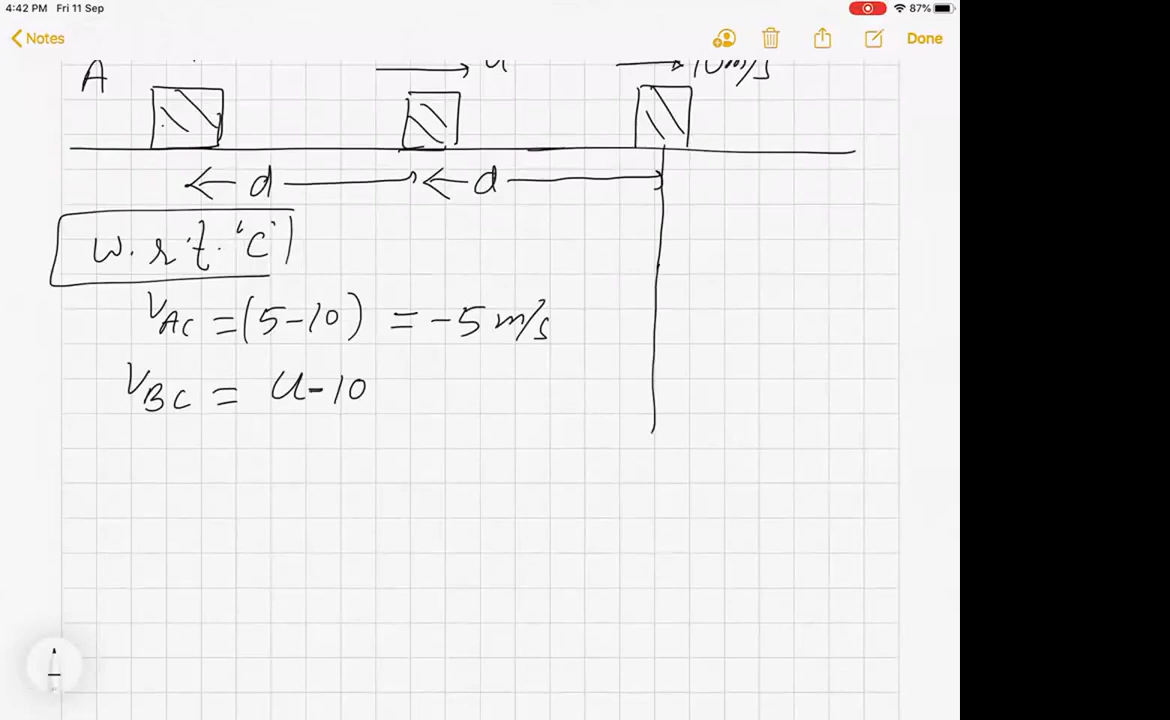 4:42 PM Fri 11 Sep 87%
Notes Done
A u 10m/s
d d
w.r.t. 'C'
V_AC = (5-10) = -5 m/s
V_BC = u-10